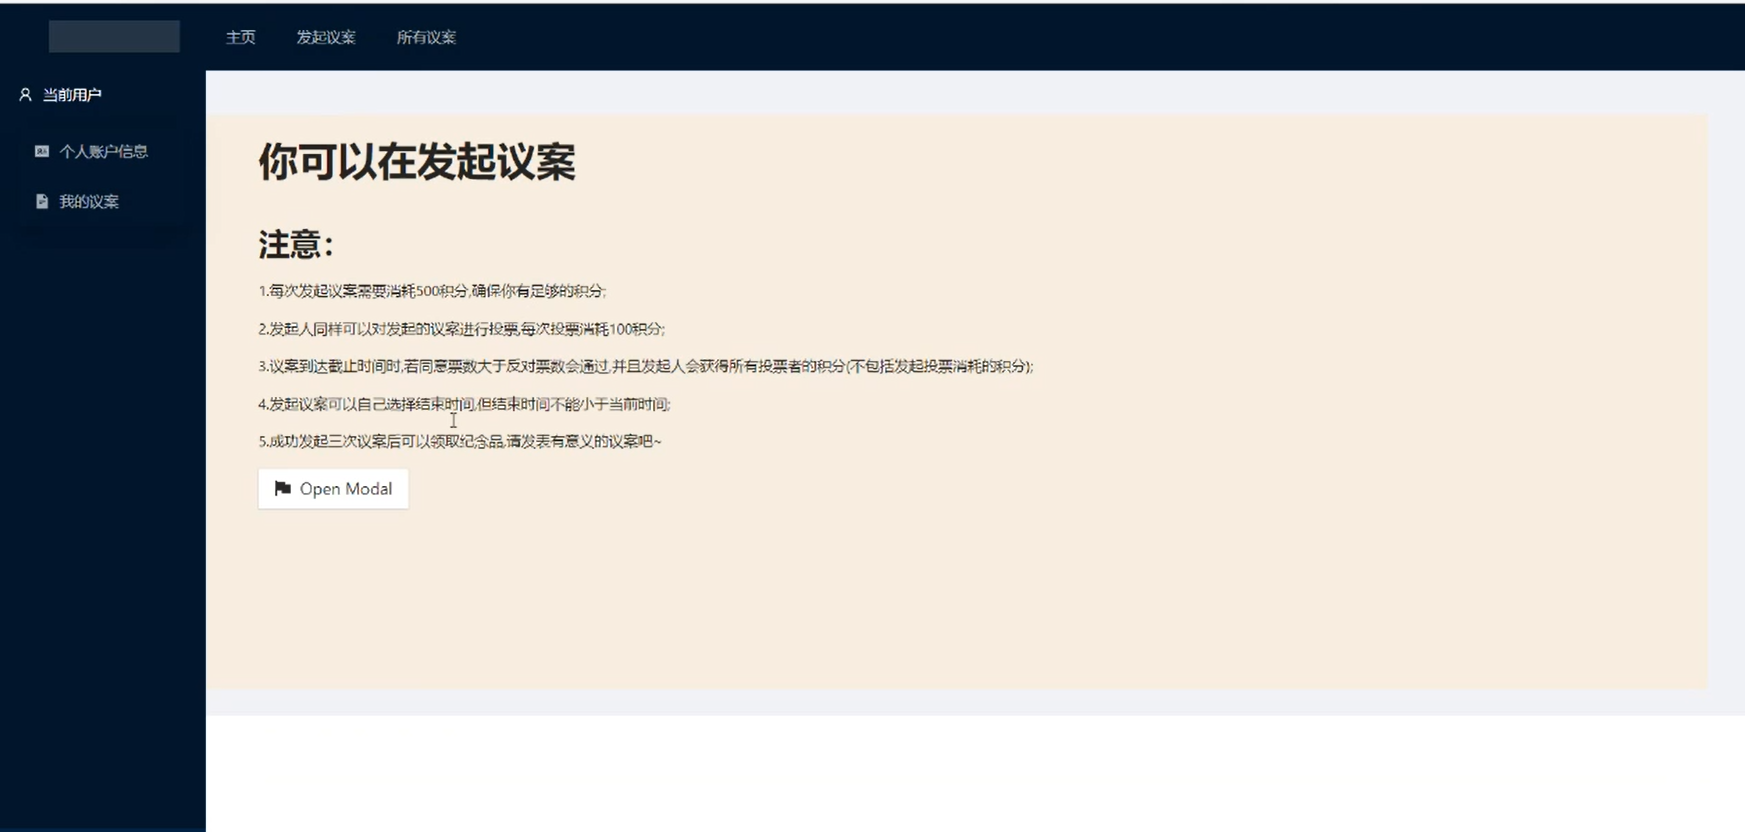 主页 发起议案 所有议案
当前用户
个人账户信息
我的议案
你可以在发起议案
注意：
1.每次发起议案需要消耗500积分,确保你有足够的积分;
2.发起人同样可以对发起的议案进行投票,每次投票消耗100积分;
3.议案到达截止时间时,若同意票数大于反对票数会通过,并且发起人会获得所有投票者的积分(不包括发起投票消耗的积分);
4.发起议案可以自己选择结束时间,但结束时间不能小于当前时间;
5.成功发起三次议案后可以领取纪念品,请发表有意义的议案吧~
Open Modal